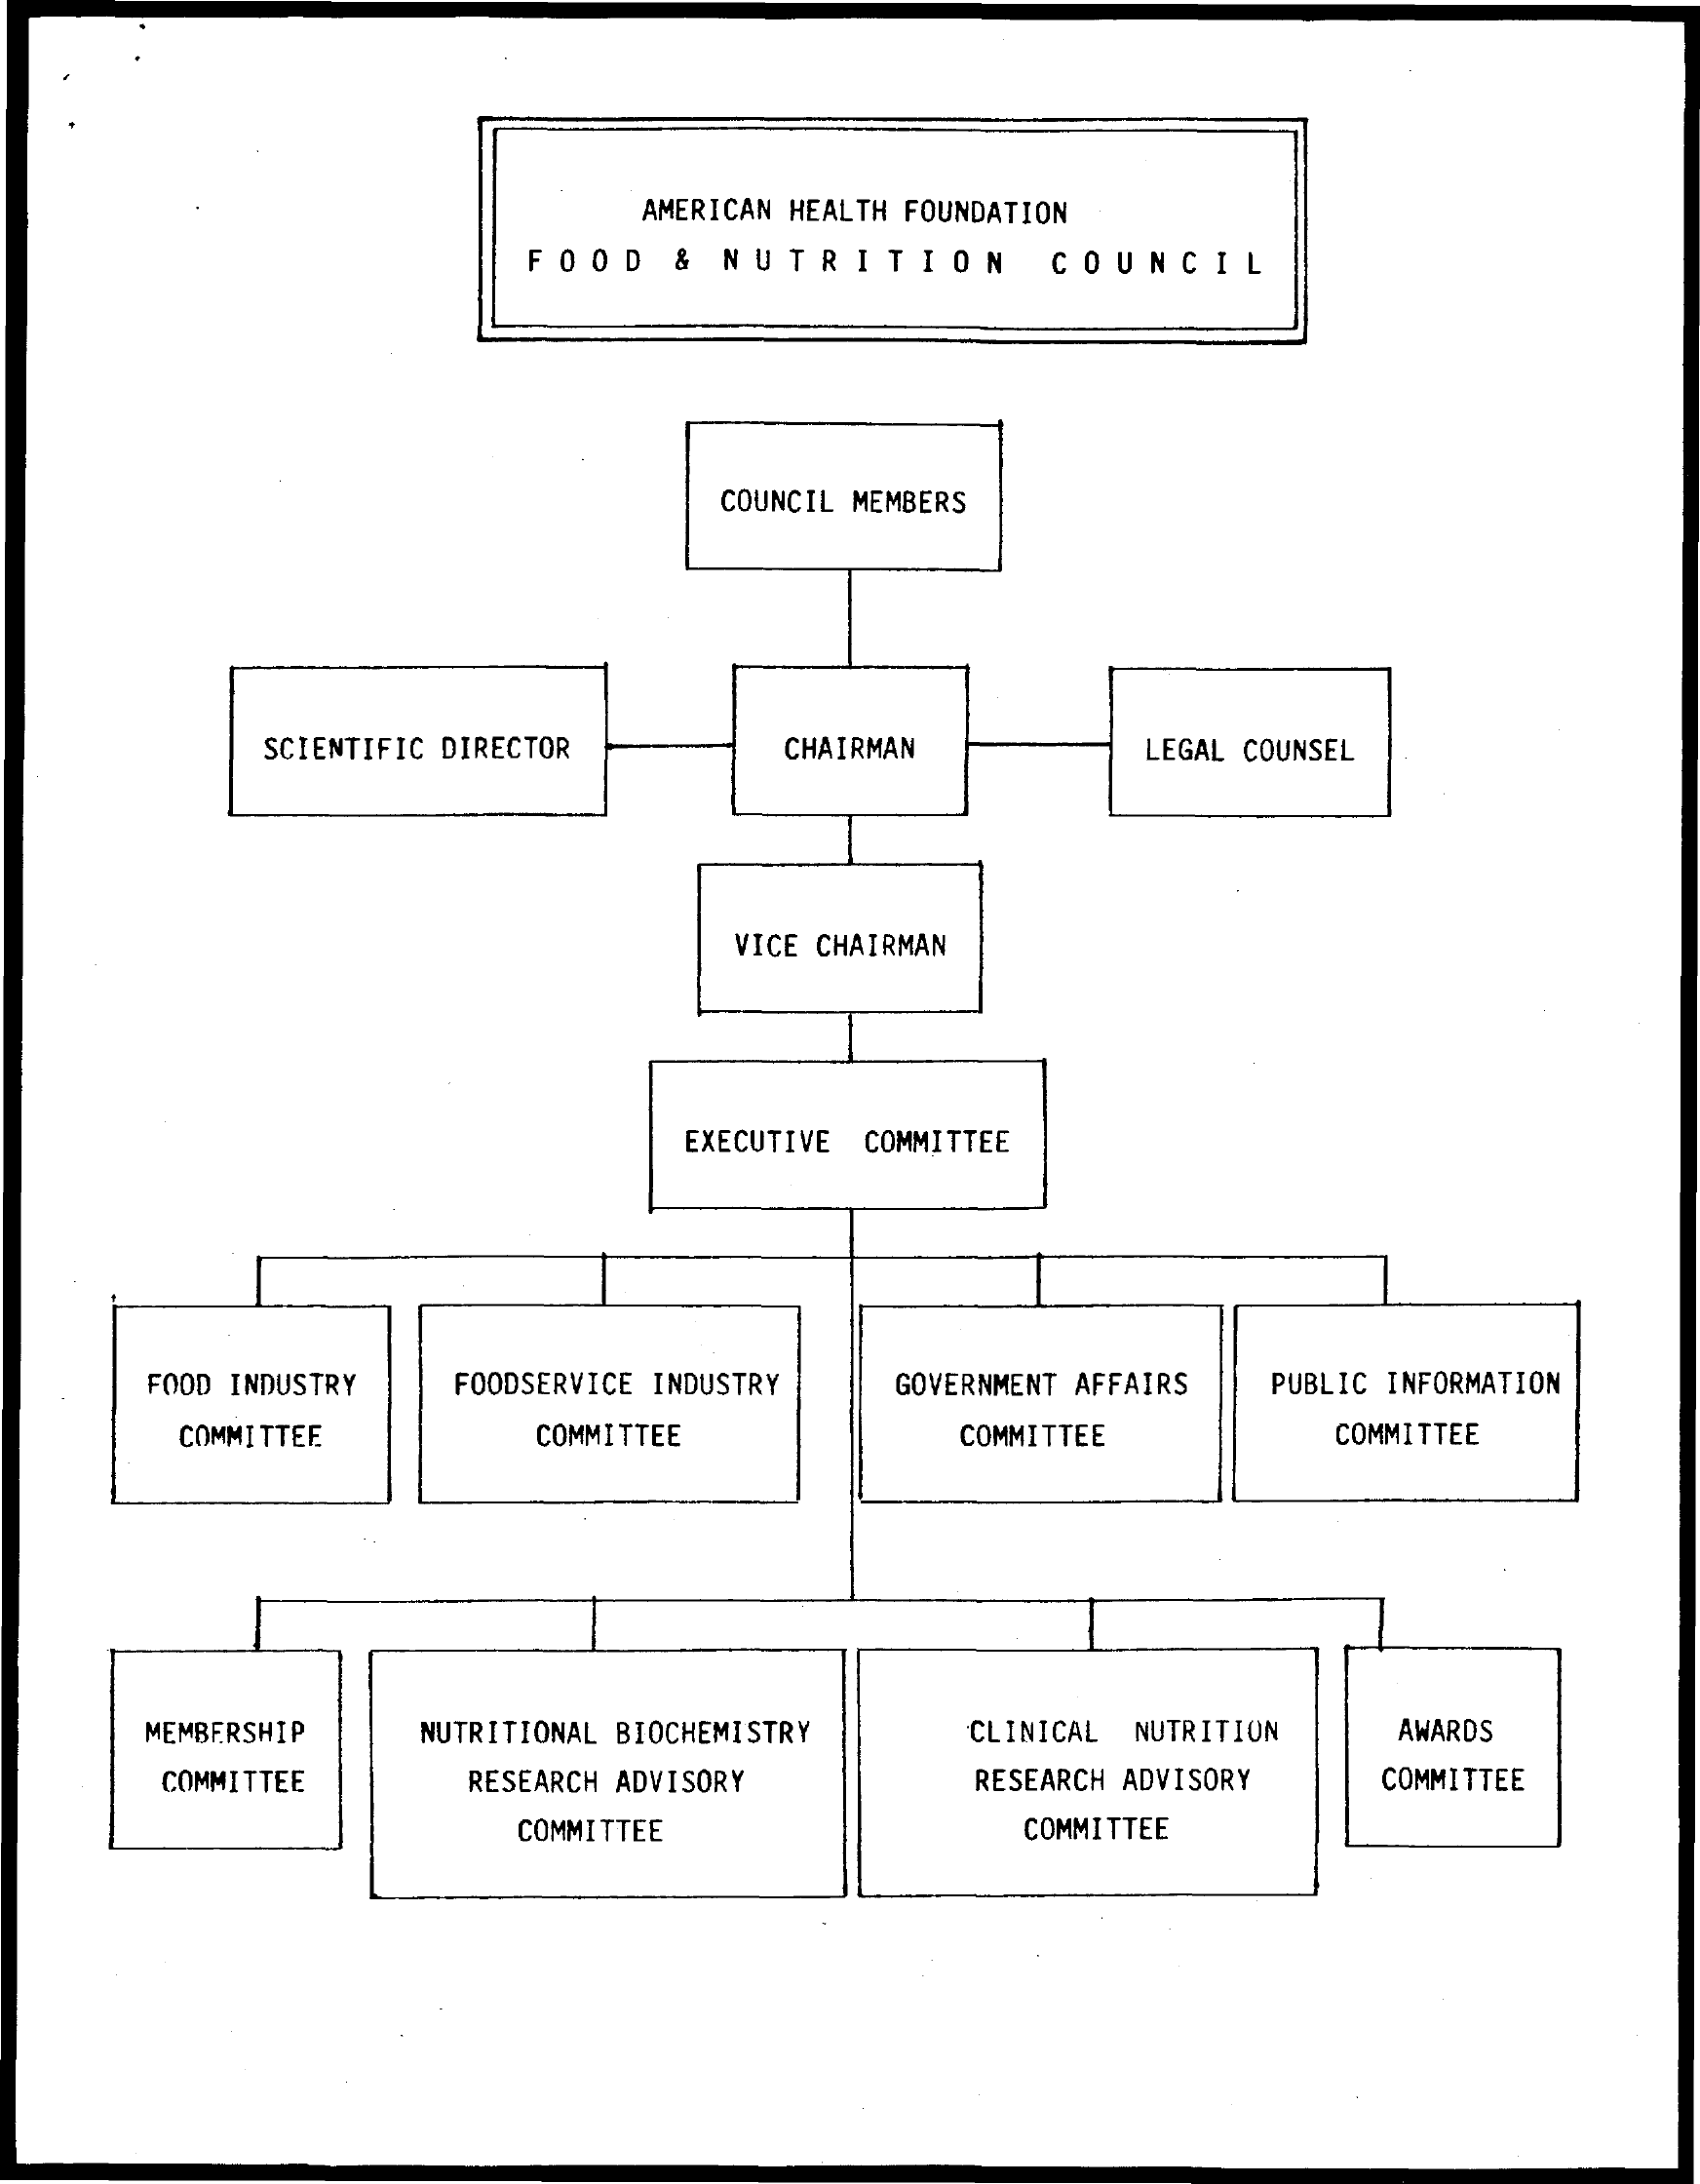 AMERICAN HEALTH FOUNDATION
FOOD & NUTRITION COUNCIL
COUNCIL MEMBERS
SCIENTIFIC DIRECTOR
CHAIRMAN
LEGAL COUNSEL
VICE CHAIRMAN
EXECUTIVE COMMITTEE
FOOD INDUSTRY
COMMITTEE
FOODSERVICE INDUSTRY
COMMITTEE
GOVERNMENT AFFAIRS
COMMITTEE
PUBLIC INFORMATION
COMMITTEE
MEMBERSHIP
COMMITTEE
NUTRITIONAL BIOCHEMISTRY
RESEARCH ADVISORY
COMMITTEE
CLINICAL NUTRITION
RESEARCH ADVISORY
COMMITTEE
AWARDS
COMMITTEE